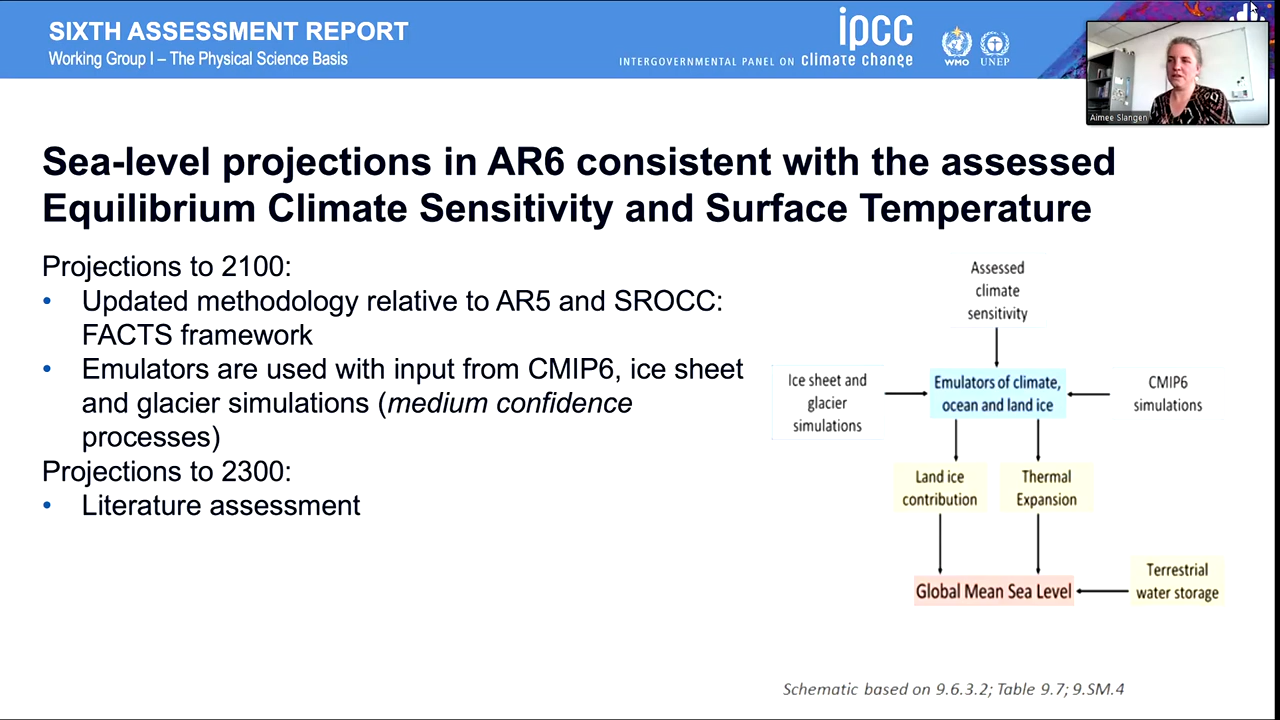 SIXTH ASSESSMENT REPORT
Working Group I – The Physical Science Basis
INTERGOVERNMENTAL PANEL ON climate change
ipcc
WMO
UNEP
Aimee Slangen
Sea-level projections in AR6 consistent with the assessed
Equilibrium Climate Sensitivity and Surface Temperature
Projections to 2100:
• Updated methodology relative to AR5 and SROCC:
FACTS framework
• Emulators are used with input from CMIP6, ice sheet
and glacier simulations (medium confidence
processes)
Projections to 2300:
• Literature assessment
Assessed
climate
sensitivity
Ice sheet and
glacier
simulations
Emulators of climate,
ocean and land ice
CMIP6
simulations
Land ice
contribution
Thermal
Expansion
Global Mean Sea Level
Terrestrial
water storage
Schematic based on 9.6.3.2; Table 9.7; 9.SM.4